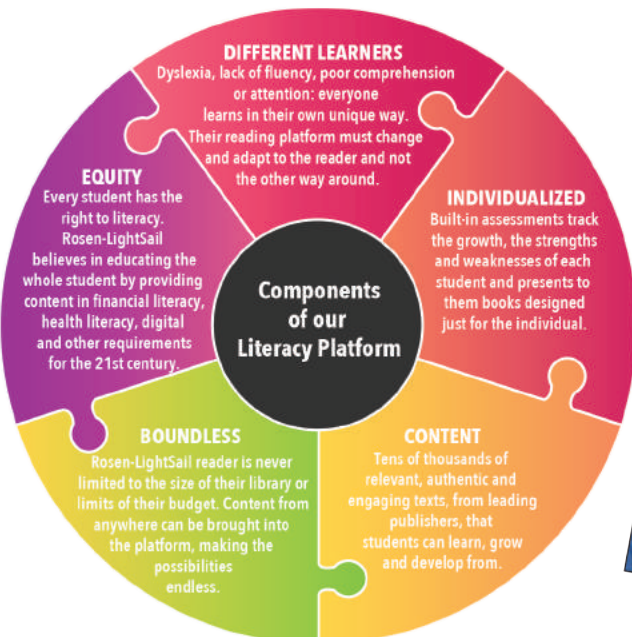 DIFFERENT LEARNERS
Dyslexia, lack of fluency, poor comprehension
or attention: everyone
learns in their own unique way.
Their reading platform must change
and adapt to the reader and not
the other way around.
EQUITY
Every student has the
right to literacy.
Rosen-LightSail
believes in educating the
whole student by providing
content in financial literacy,
health literacy, digital
and other requirements
for the 21st century.
INDIVIDUALIZED
Built-in assessments track
the growth, the strengths
and weaknesses of each
student and presents to
them books designed
just for the individual.
Components
of our
Literacy Platform
BOUNDLESS
Rosen-LightSail reader is never
limited to the size of their library or
limits of their budget. Content from
anywhere can be brought into
the platform, making the
possibilities
endless.
CONTENT
Tens of thousands of
relevant, authentic and
engaging texts, from leading
publishers, that
students can learn, grow
and develop from.